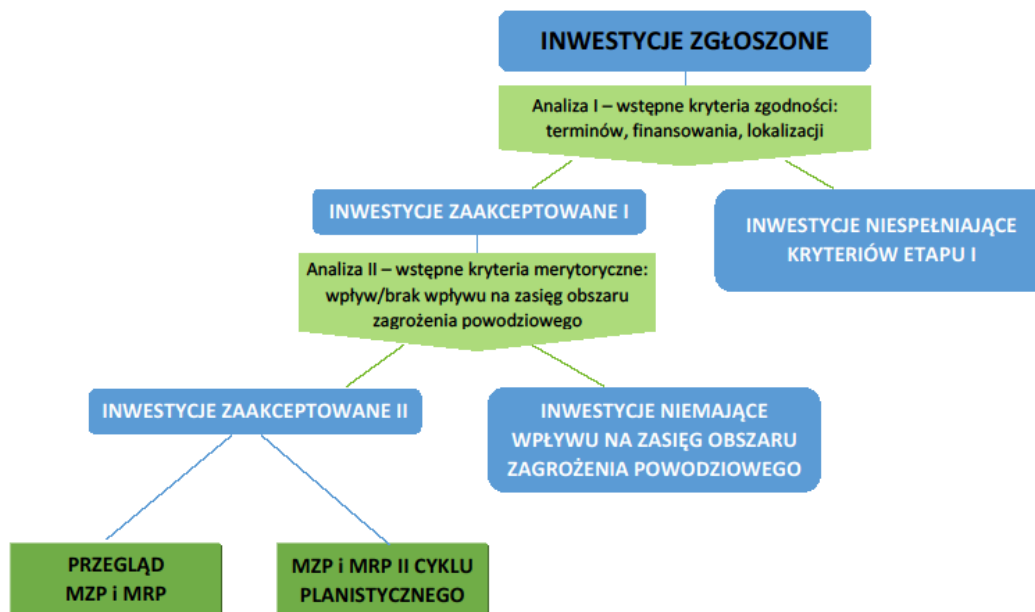 INWESTYCJE ZGŁOSZONE
Analiza I – wstępne kryteria zgodności:
terminów, finansowania, lokalizacji
INWESTYCJE ZAAKCEPTOWANE I
INWESTYCJE NIESPEŁNIAJĄCE
KRYTERIÓW ETAPU I
Analiza II – wstępne kryteria merytoryczne:
wpływ/brak wpływu na zasięg obszaru
zagrożenia powodziowego
INWESTYCJE ZAAKCEPTOWANE II
INWESTYCJE NIEMAJĄCE
WPŁYWU NA ZASIĘG OBSZARU
ZAGROŻENIA POWODZIOWEGO
PRZEGLĄD
MZP i MRP
MZP i MRP II CYKLU
PLANISTYCZNEGO